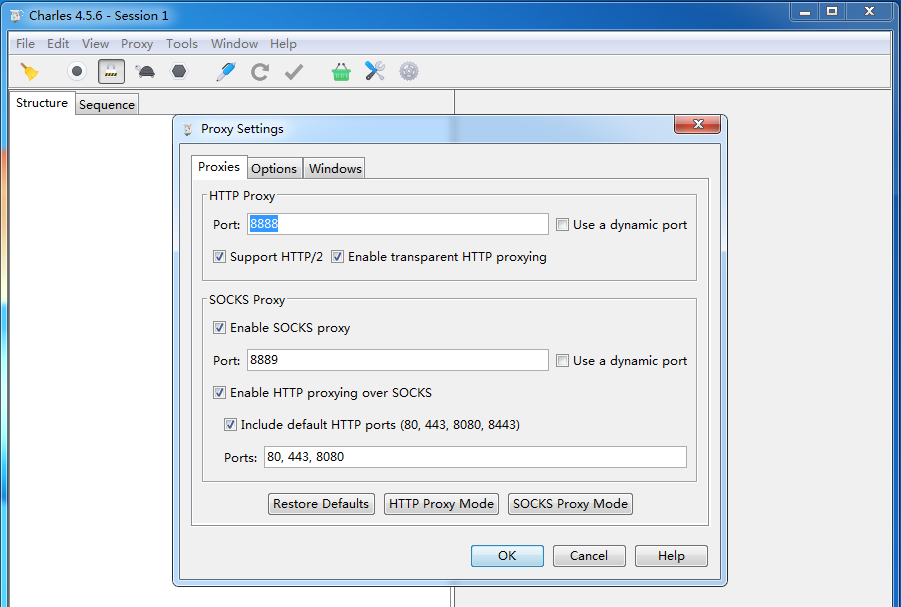 Charles 4.5.6 - Session 1
File Edit View Proxy Tools Window Help
Structure Sequence
Proxy Settings
Proxies Options Windows
HTTP Proxy
Port: 8888 Use a dynamic port
Support HTTP/2 Enable transparent HTTP proxying
SOCKS Proxy
Enable SOCKS proxy
Port: 8889 Use a dynamic port
Enable HTTP proxying over SOCKS
Include default HTTP ports (80, 443, 8080, 8443)
Ports: 80, 443, 8080
Restore Defaults HTTP Proxy Mode SOCKS Proxy Mode
OK Cancel Help